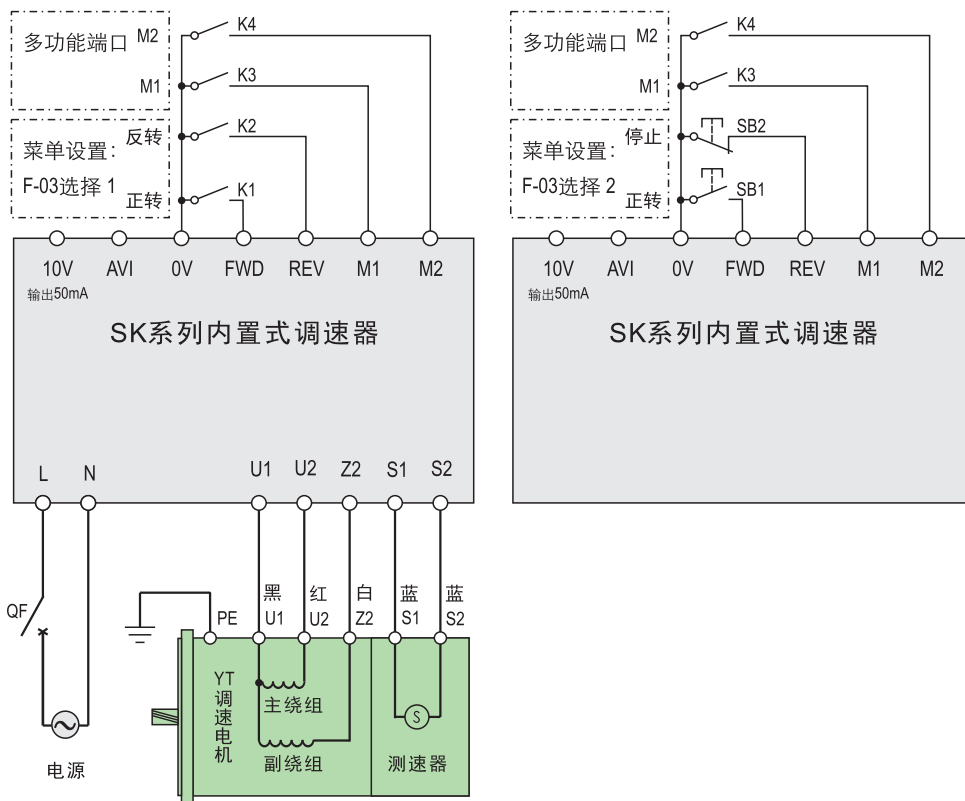 多功能端口 M2
K4
M1
K3
菜单设置：
F-03选择 1
反转
K2
正转
K1
10V AVI 0V FWD REV M1 M2
输出50mA
SK系列内置式调速器
L N U1 U2 Z2 S1 S2
QF
电源
PE
黑 红 白 蓝 蓝
U1 U2 Z2 S1 S2
YT调速电机
主绕组
副绕组
S
测速器
多功能端口 M2
K4
M1
K3
菜单设置：
F-03选择 2
停止
SB2
正转
SB1
10V AVI 0V FWD REV M1 M2
输出50mA
SK系列内置式调速器